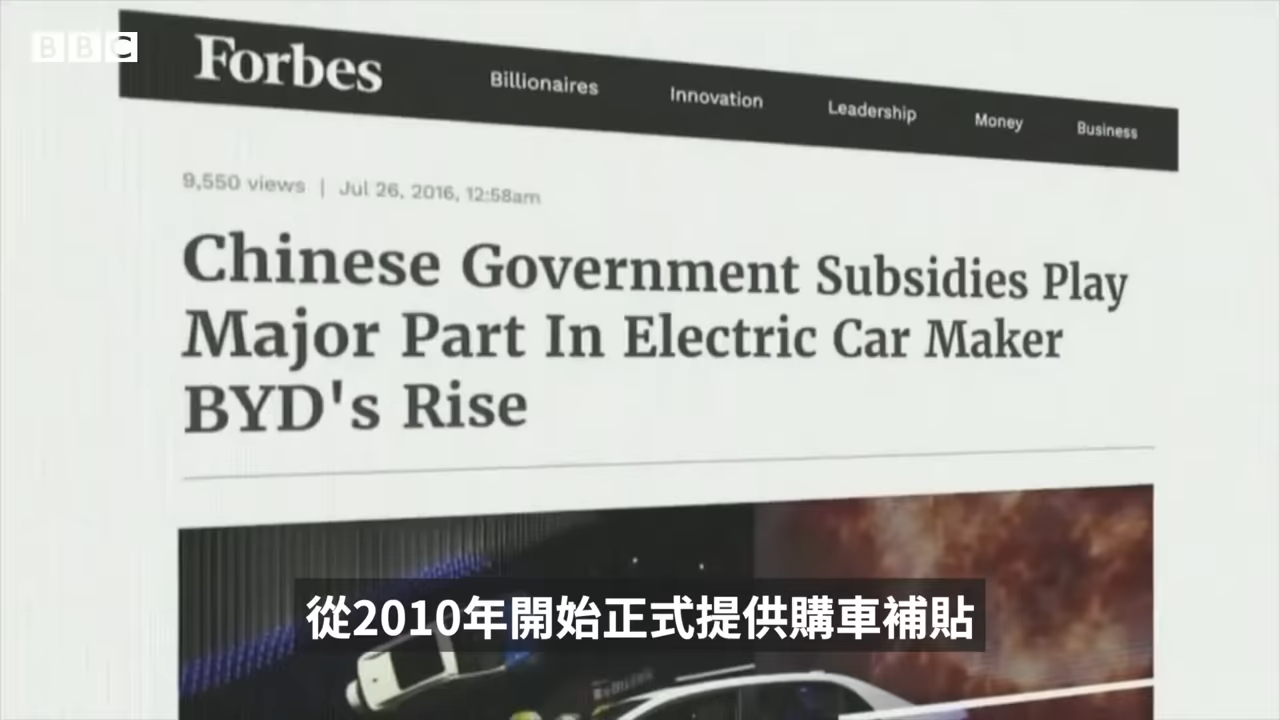 BBC
Forbes
Billionaires Innovation Leadership Money Business
9,550 views | Jul 26, 2016, 12:58am
Chinese Government Subsidies Play
Major Part In Electric Car Maker
BYD's Rise
從2010年開始正式提供購車補貼